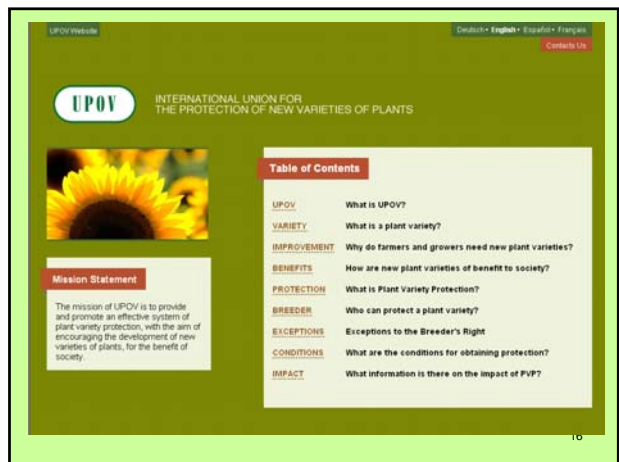 UPOV Website
Deutsch • English • Español • Français
Contacts Us
UPOV
INTERNATIONAL UNION FOR
THE PROTECTION OF NEW VARIETIES OF PLANTS
Table of Contents
UPOV What is UPOV?
VARIETY What is a plant variety?
IMPROVEMENT Why do farmers and growers need new plant varieties?
BENEFITS How are new plant varieties of benefit to society?
PROTECTION What is Plant Variety Protection?
BREEDER Who can protect a plant variety?
EXCEPTIONS Exceptions to the Breeder's Right
CONDITIONS What are the conditions for obtaining protection?
IMPACT What information is there on the impact of PVP?
Mission Statement
The mission of UPOV is to provide
and promote an effective system of
plant variety protection, with the aim of
encouraging the development of new
varieties of plants, for the benefit of
society.
16